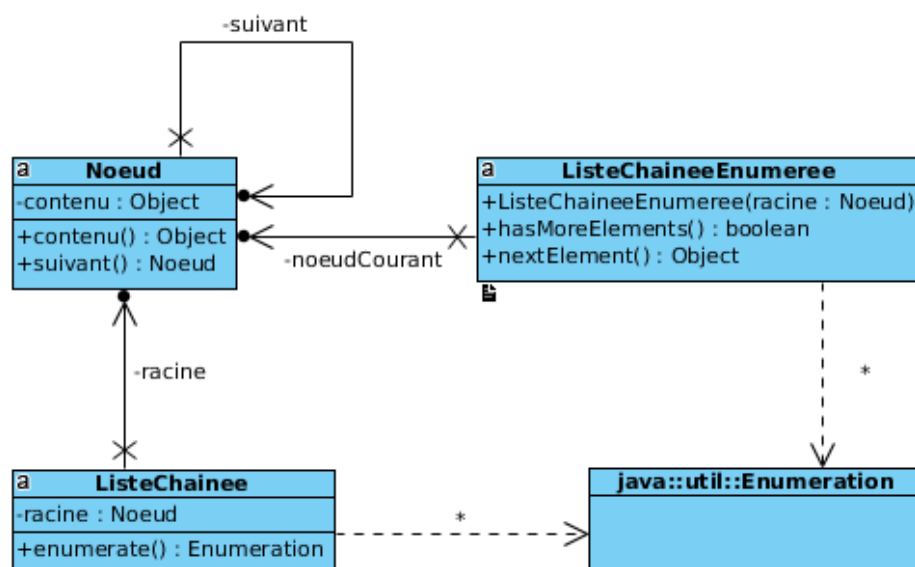 -suivant
a
Noeud
-contenu : Object
+contenu() : Object
+suivant() : Noeud
a
ListeChaineeEnumeree
+ListeChaineeEnumeree(racine : Noeud)
+hasMoreElements() : boolean
+nextElement() : Object
-noeudCourant
-racine
*
a
ListeChainee
-racine : Noeud
+enumerate() : Enumeration
*
java::util::Enumeration